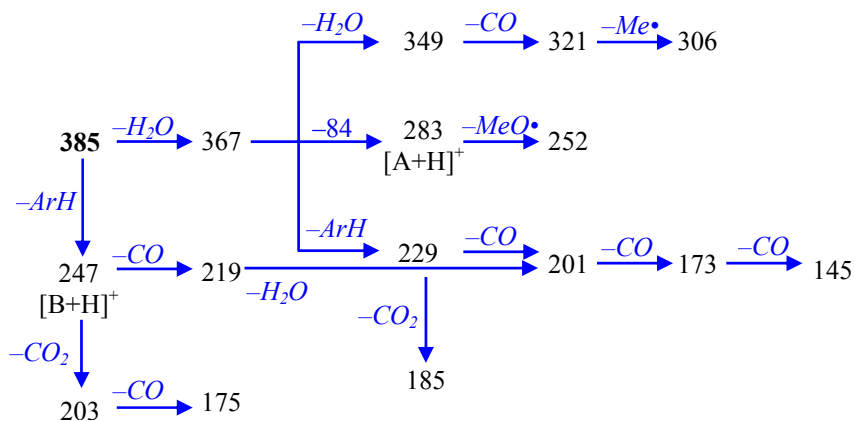 –H₂O 349 –CO 321 –Me• 306
385 –H₂O 367 –84 283 –MeO• 252
[A+H]⁺
–ArH –ArH
247 –CO 219 –H₂O 229 –CO 201 –CO 173 –CO 145
[B+H]⁺
–CO₂ –CO₂
203 –CO 175 185